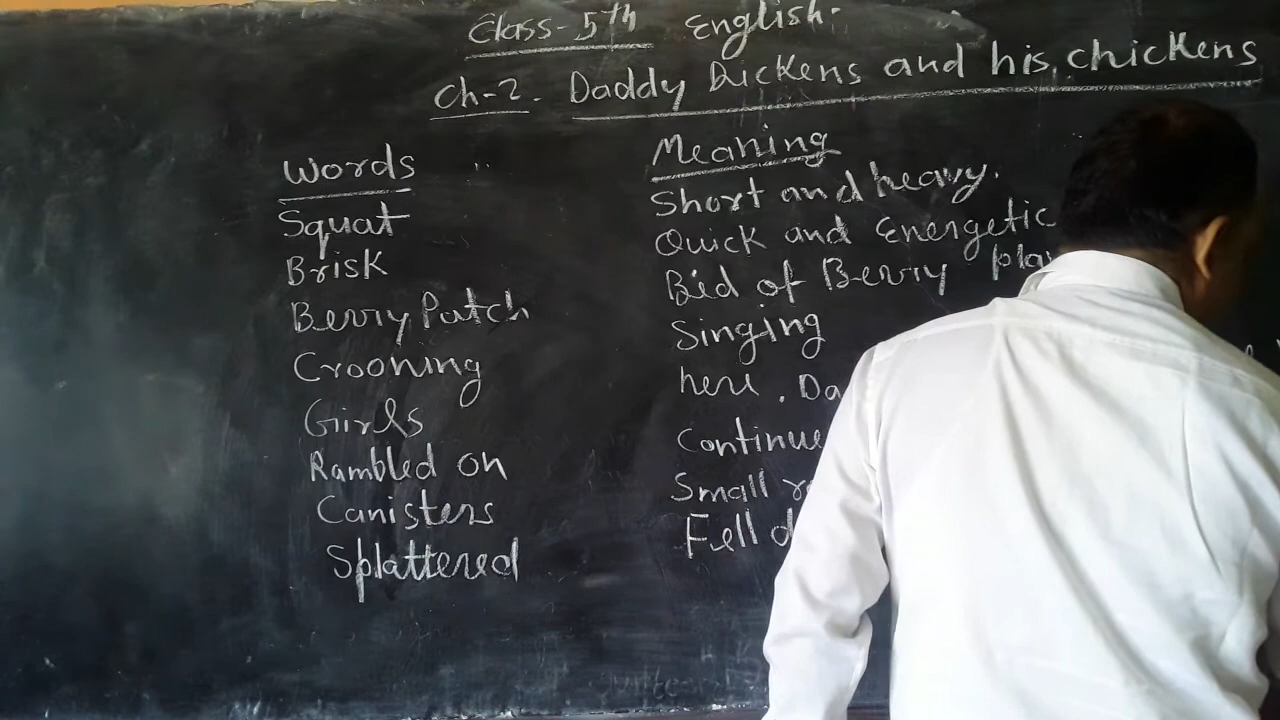 Class-5th English.
Ch-2. Daddy Dickens and his chickens
Words Meaning
Squat Short and heavy.
Brisk Quick and Energetic
Berry Patch Bed of Berry
Crooning Singing
Girls here. Da
Rambled on Continue
Canisters Small
Splattered Fell d